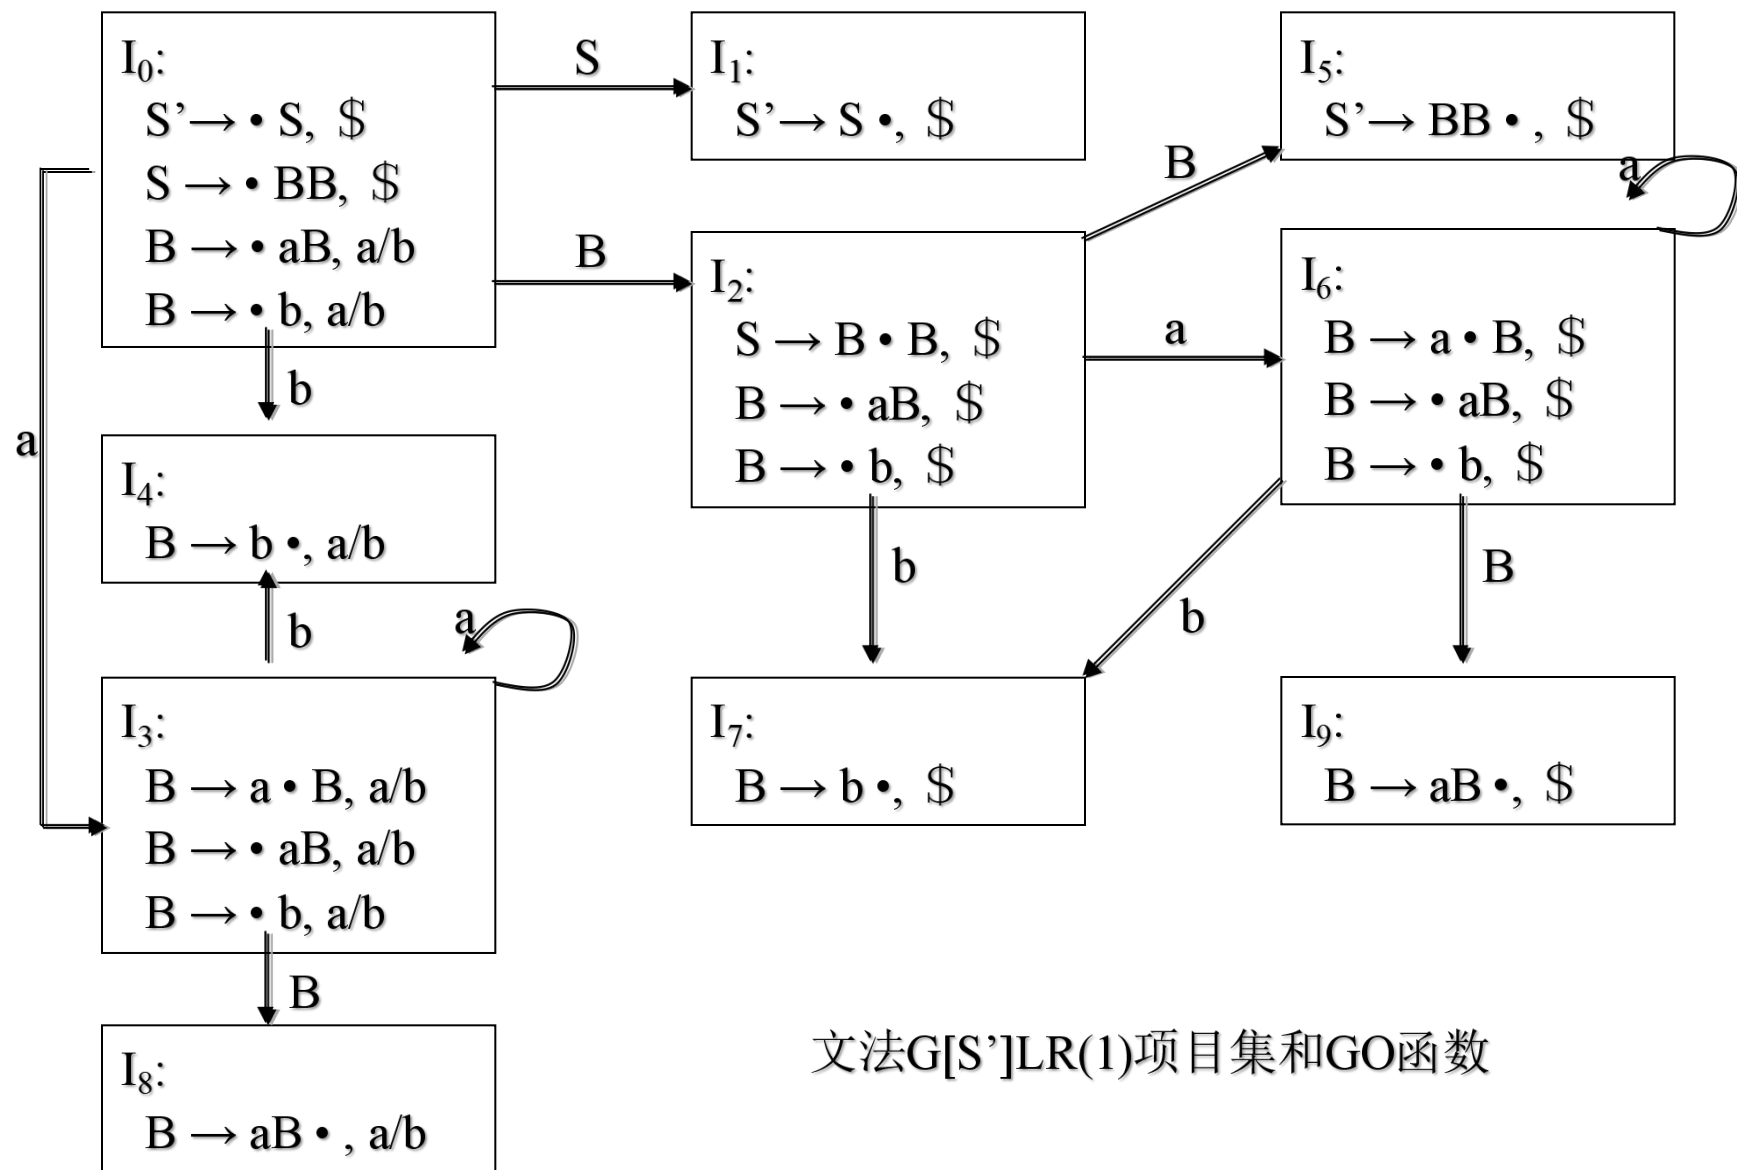 I0:
S’→ • S, $
S → • BB, $
B → • aB, a/b
B → • b, a/b
S
I1:
S’→ S •, $
B
I5:
S’→ BB • , $
a
B
I2:
S → B • B, $
B → • aB, $
B → • b, $
a
I6:
B → a • B, $
B → • aB, $
B → • b, $
b
a
I4:
B → b •, a/b
b
a
b
b
B
I3:
B → a • B, a/b
B → • aB, a/b
B → • b, a/b
I7:
B → b •, $
I9:
B → aB •, $
B
I8:
B → aB • , a/b
文法G[S’]LR(1)项目集和GO函数